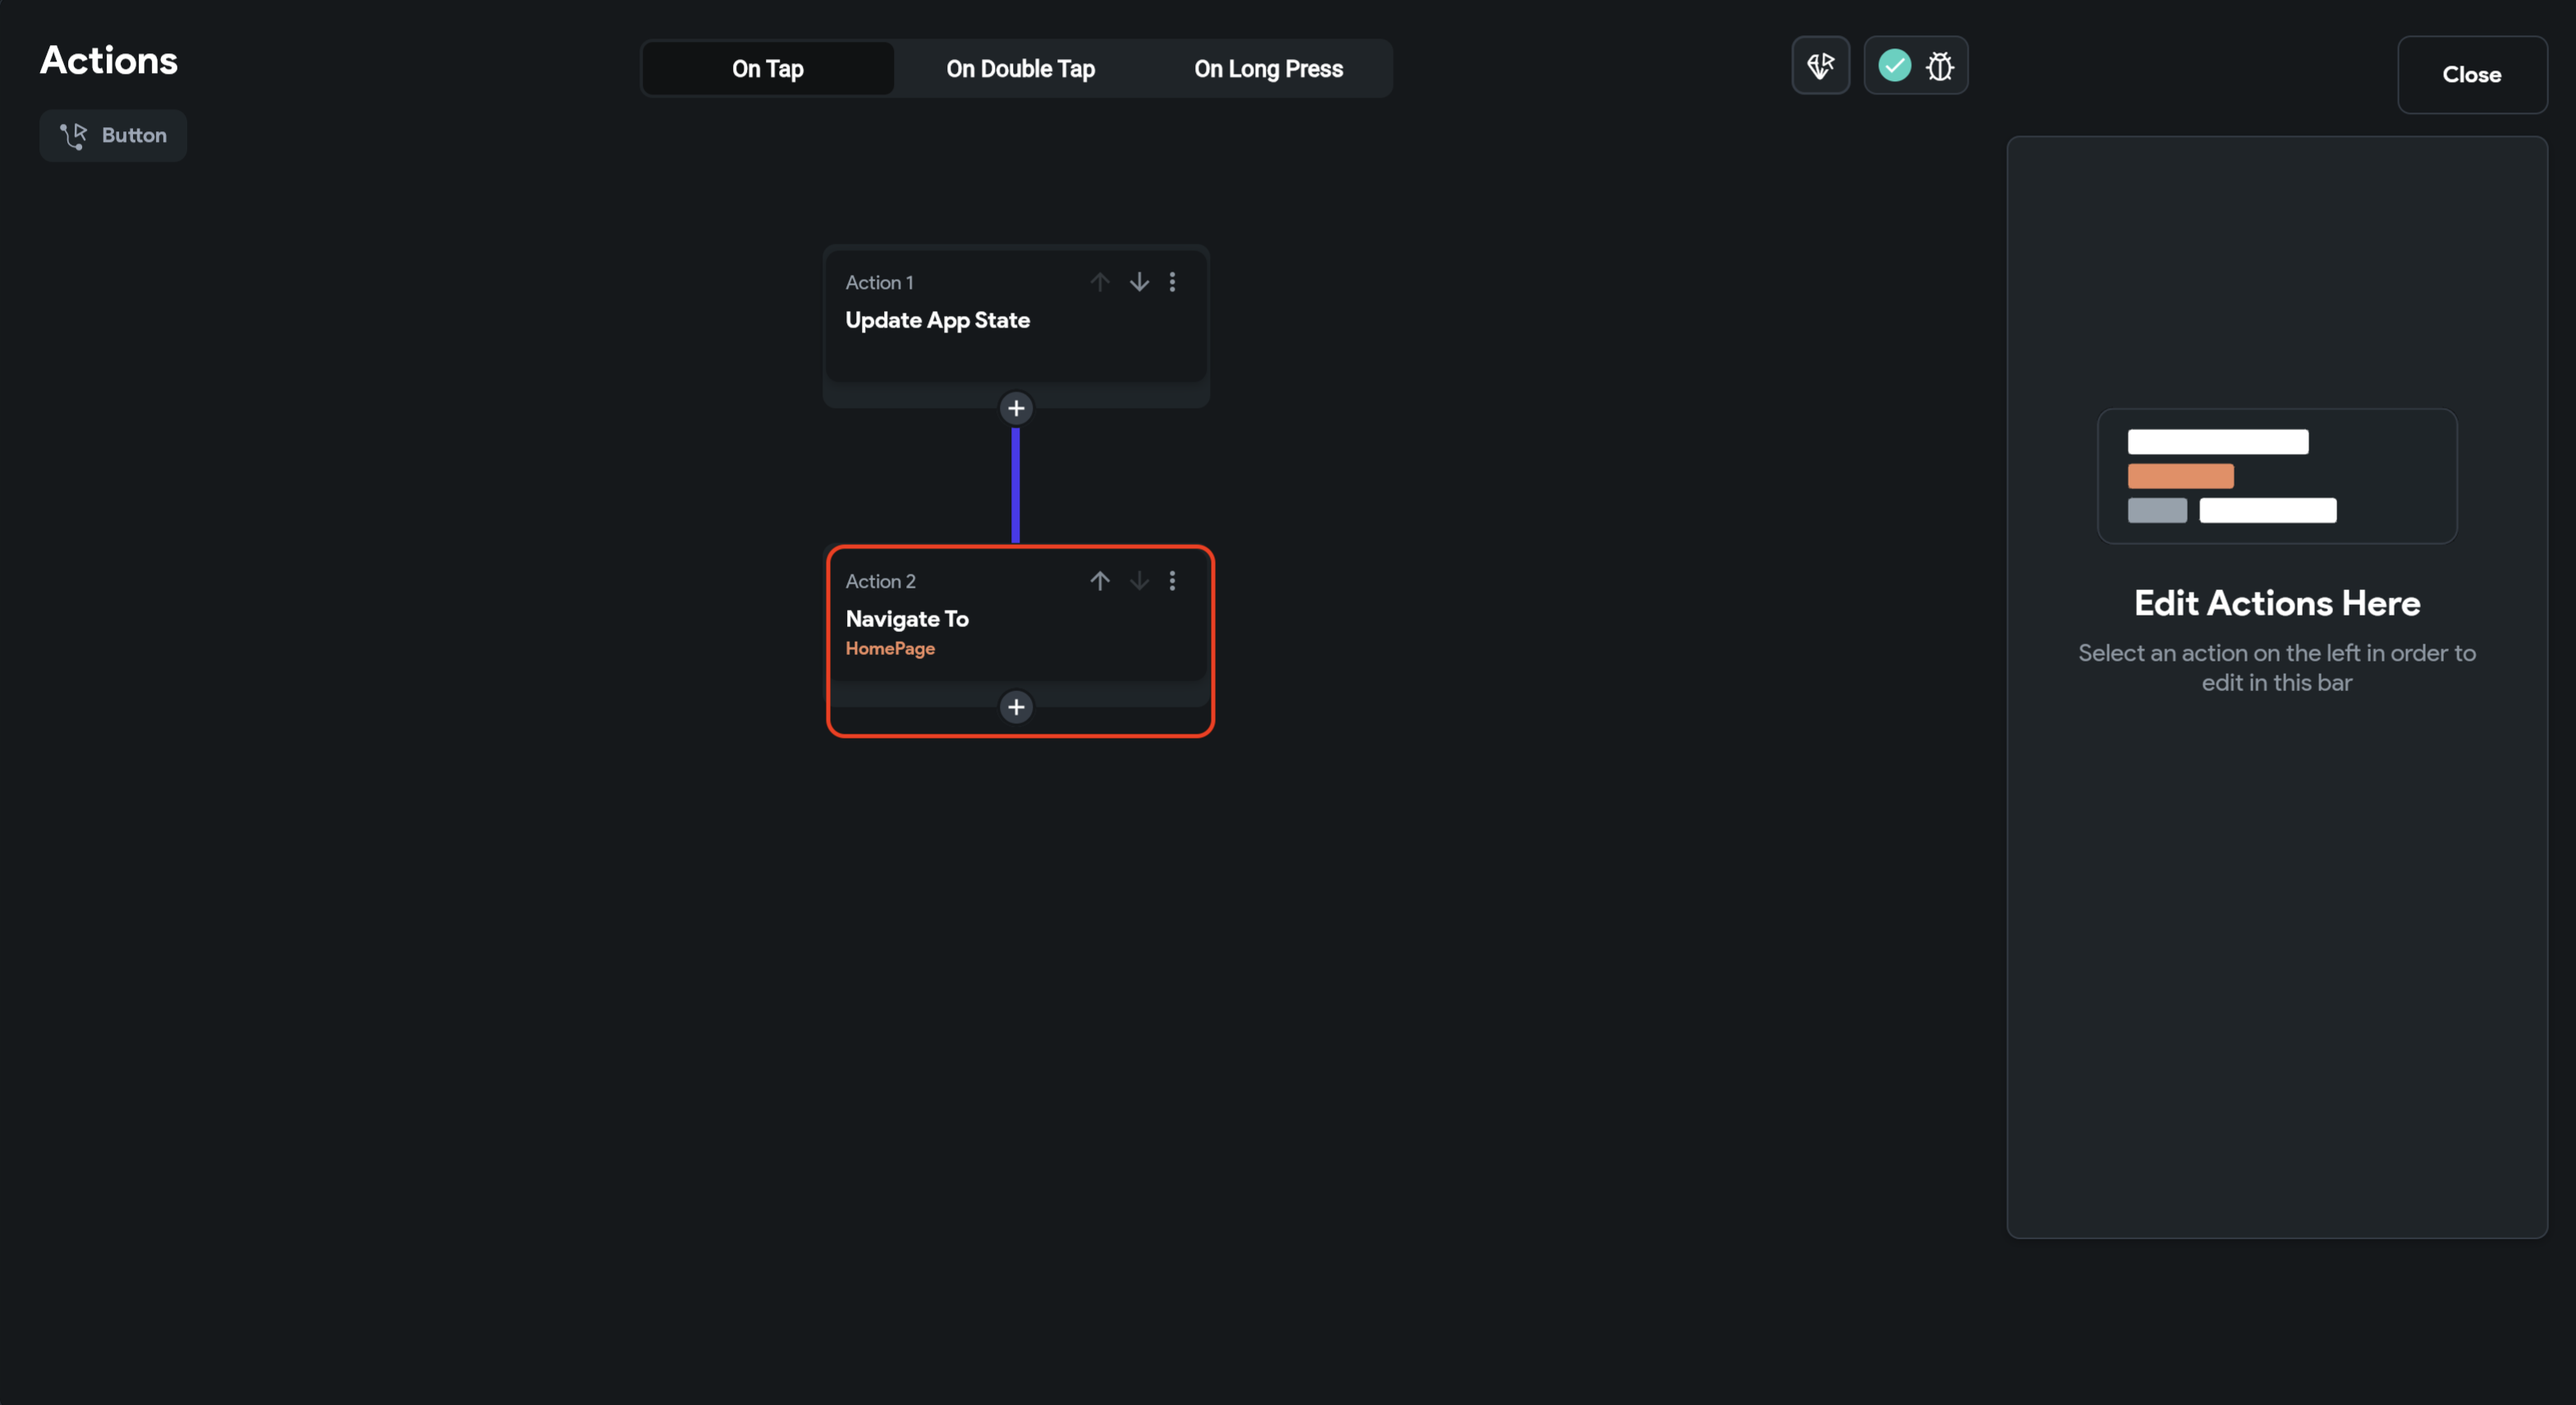 Actions
On Tap
On Double Tap
On Long Press
Close
Button
Action 1
Update App State
Action 2
Navigate To
HomePage
Edit Actions Here
Select an action on the left in order to
edit in this bar